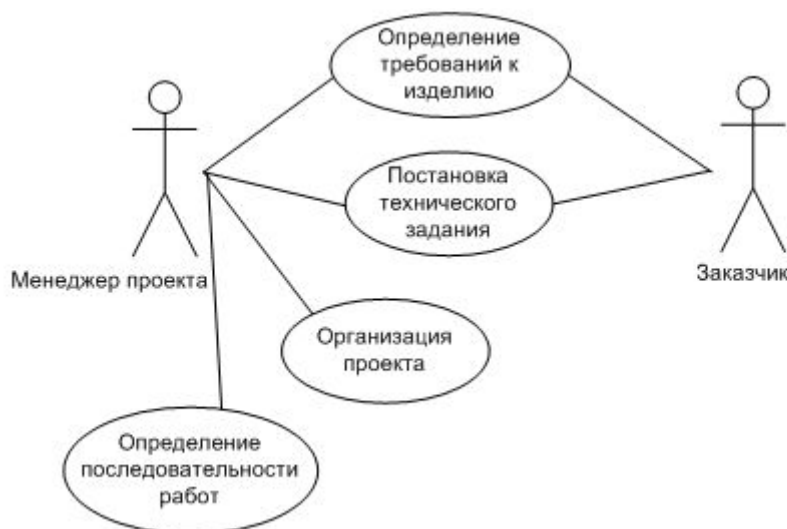 Определение
требований к
изделию
Постановка
технического
задания
Менеджер проекта
Заказчик
Организация
проекта
Определение
последовательности
работ